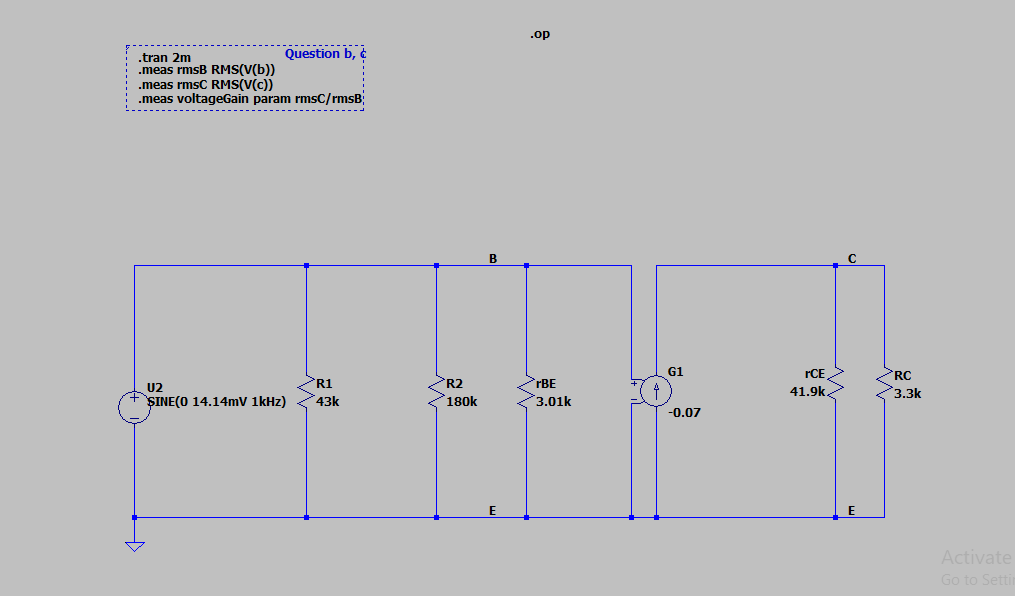 .op
Question b, c
.tran 2m
.meas rmsB RMS(V(b))
.meas rmsC RMS(V(c))
.meas voltageGain param rmsC/rmsB
B
C
G1
-0.07
rCE
41.9k
RC
3.3k
U2
SINE(0 14.14mV 1kHz)
R1
43k
R2
180k
rBE
3.01k
E
E
Activate
Go to Setti